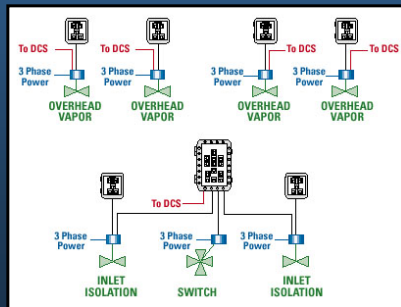 To DCS
To DCS
To DCS
To DCS
3 Phase
Power
3 Phase
Power
3 Phase
Power
3 Phase
Power
OVERHEAD
VAPOR
OVERHEAD
VAPOR
OVERHEAD
VAPOR
OVERHEAD
VAPOR
To DCS
3 Phase
Power
3 Phase
Power
3 Phase
Power
INLET
ISOLATION
SWITCH
INLET
ISOLATION